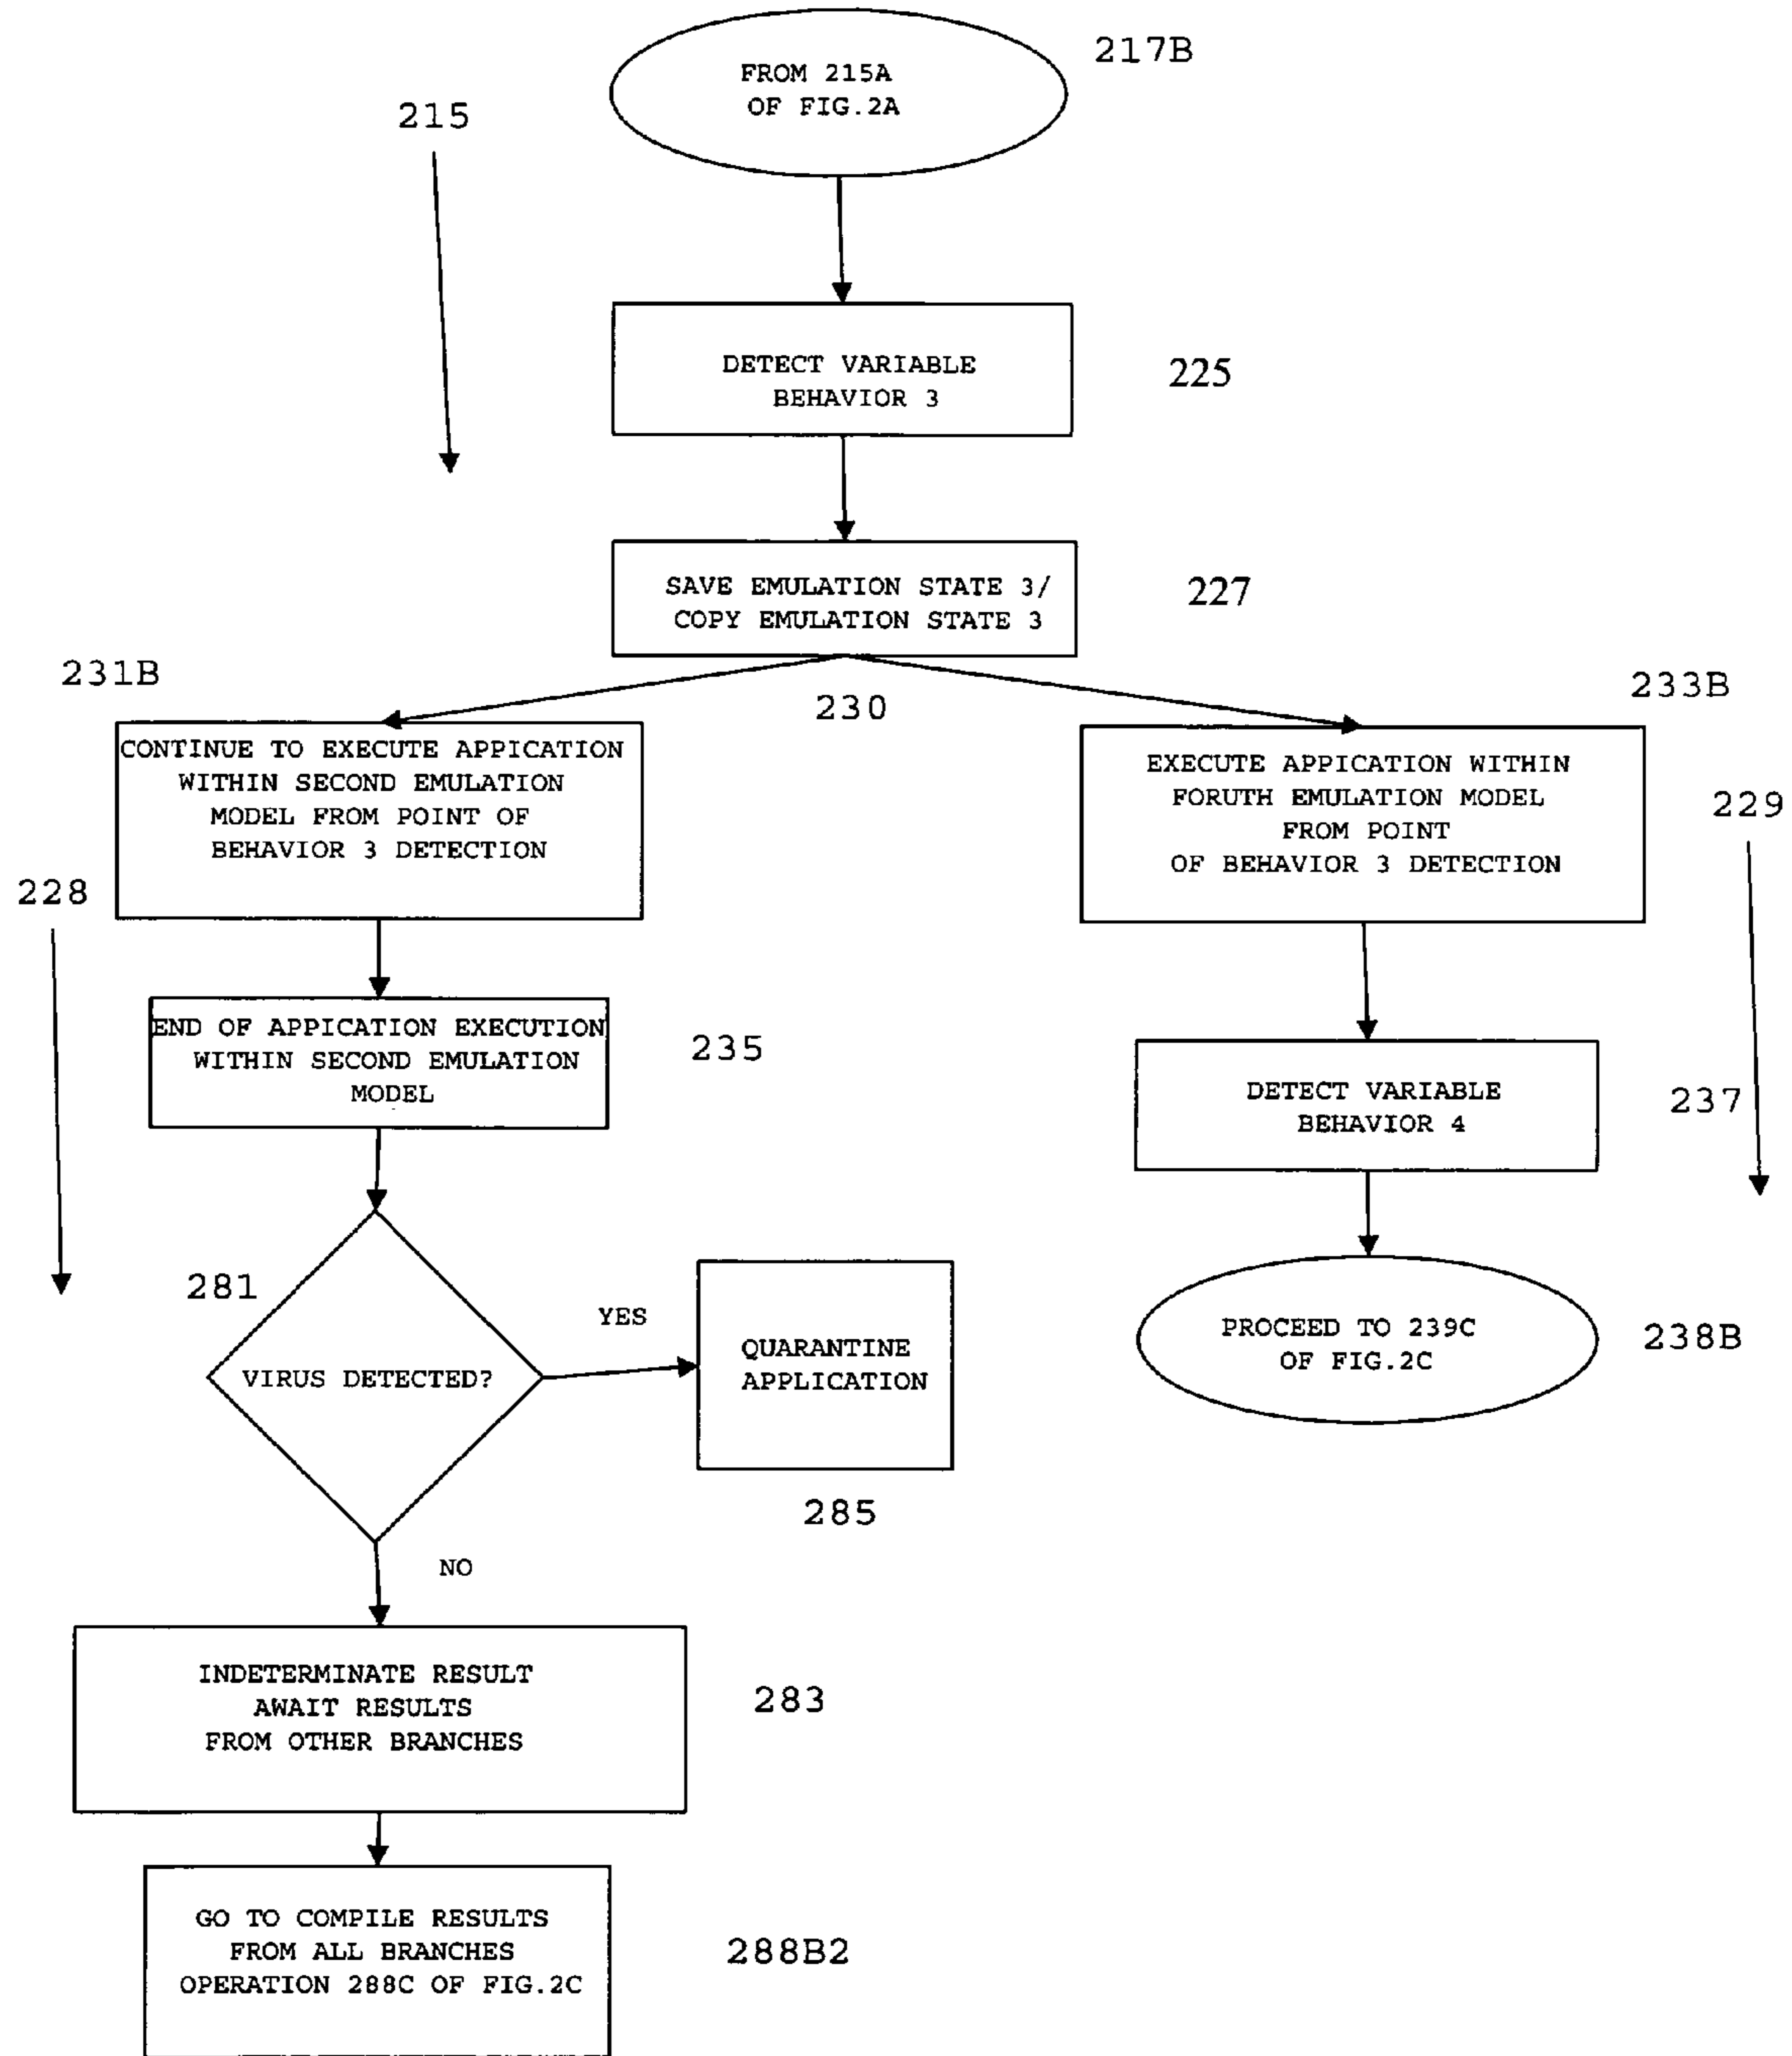 217B
FROM 215A
OF FIG.2A
215
DETECT VARIABLE
BEHAVIOR 3
225
SAVE EMULATION STATE 3/
COPY EMULATION STATE 3
227
231B
230
233B
CONTINUE TO EXECUTE APPICATION
WITHIN SECOND EMULATION
MODEL FROM POINT OF
BEHAVIOR 3 DETECTION
EXECUTE APPICATION WITHIN
FORUTH EMULATION MODEL
FROM POINT
OF BEHAVIOR 3 DETECTION
229
228
END OF APPICATION EXECUTION
WITHIN SECOND EMULATION
MODEL
235
DETECT VARIABLE
BEHAVIOR 4
237
281
VIRUS DETECTED?
YES
QUARANTINE
APPLICATION
285
PROCEED TO 239C
OF FIG.2C
238B
NO
INDETERMINATE RESULT
AWAIT RESULTS
FROM OTHER BRANCHES
283
GO TO COMPILE RESULTS
FROM ALL BRANCHES
OPERATION 288C OF FIG.2C
288B2